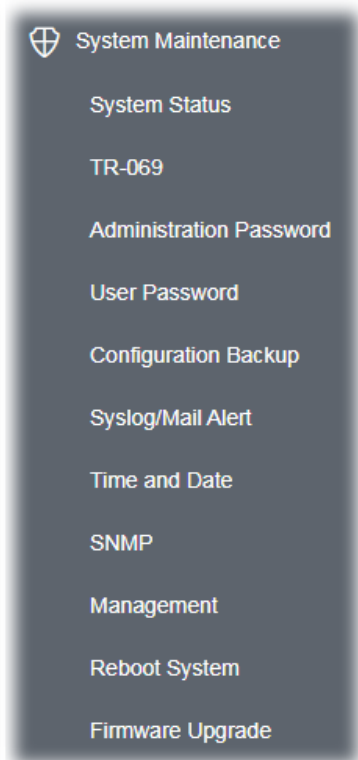 System Maintenance
System Status
TR-069
Administration Password
User Password
Configuration Backup
Syslog/Mail Alert
Time and Date
SNMP
Management
Reboot System
Firmware Upgrade